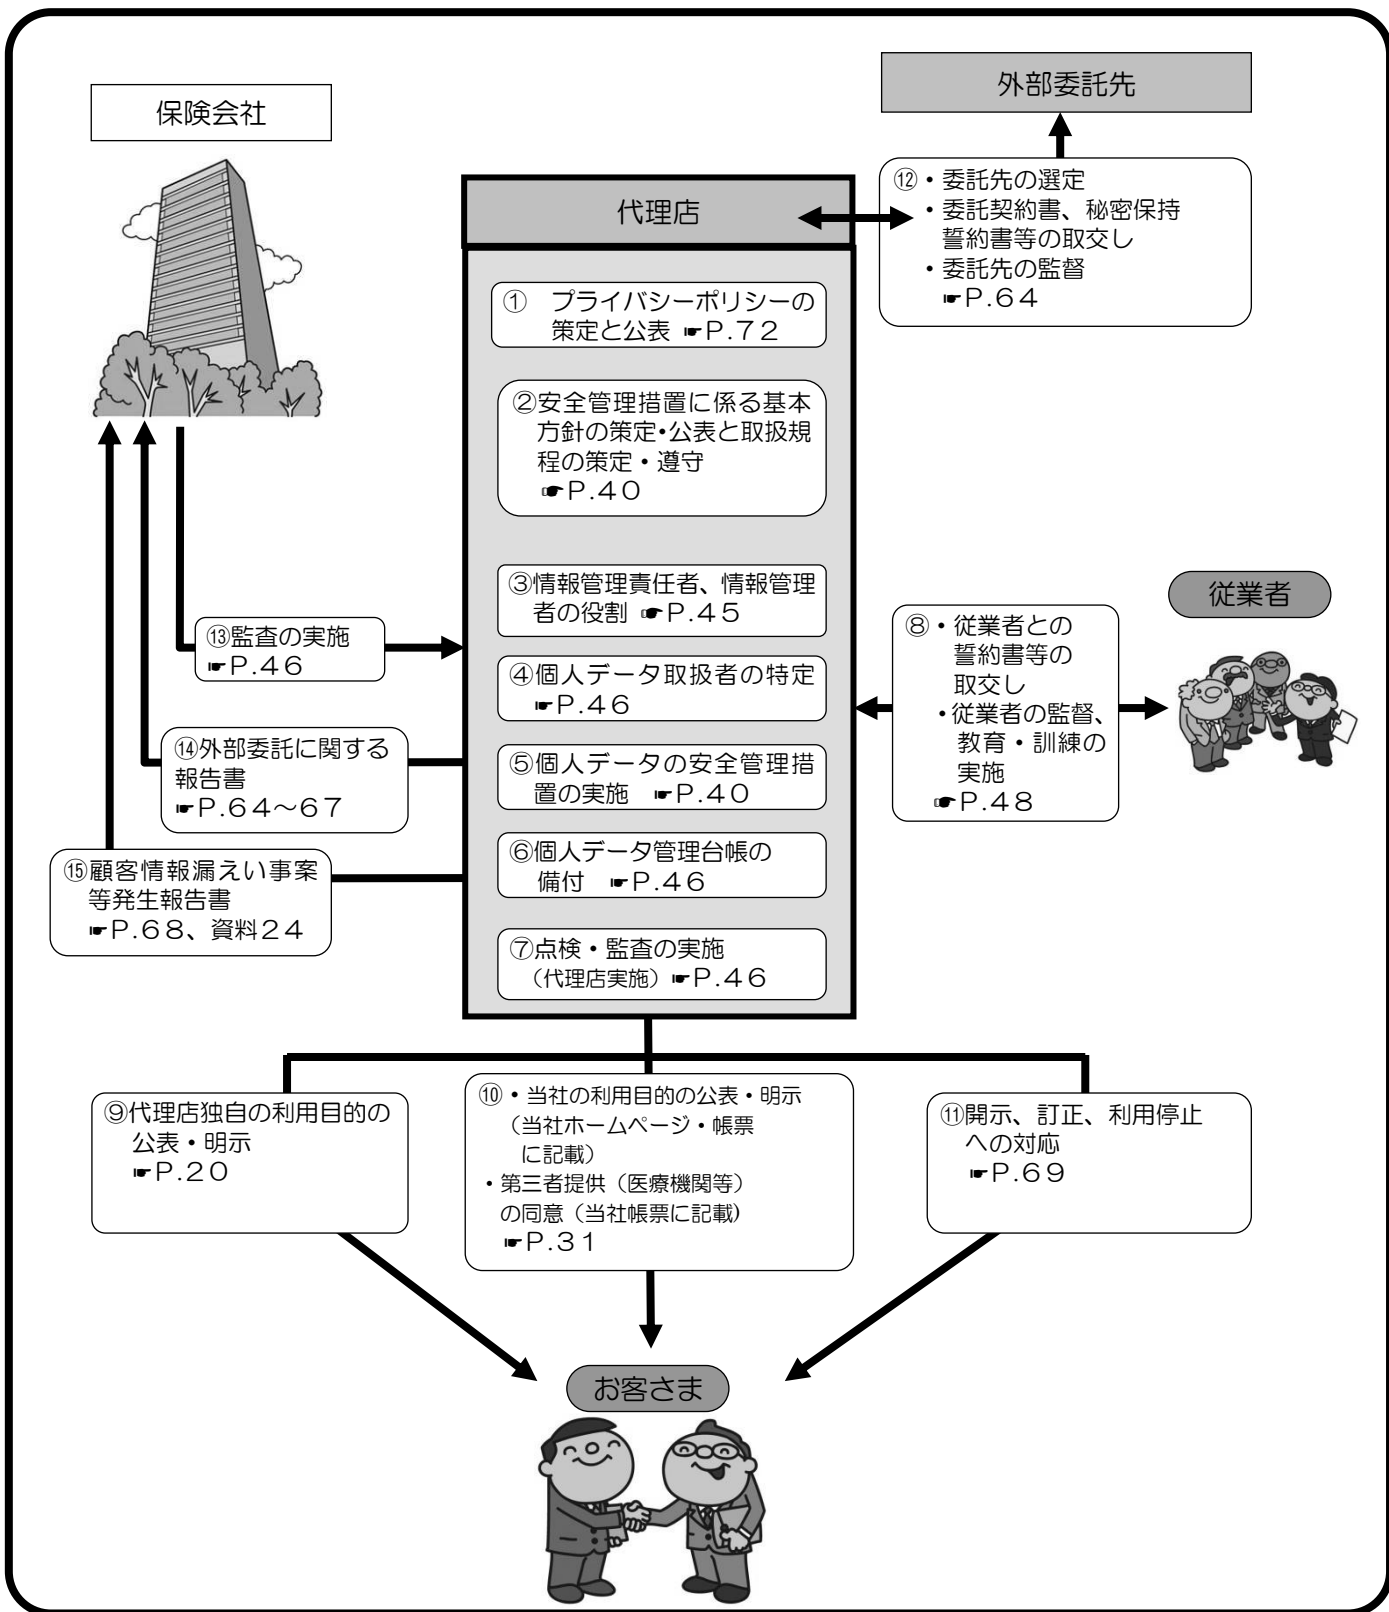 保険会社
外部委託先
代理店
⑫・委託先の選定
・委託契約書、秘密保持
誓約書等の取交し
・委託先の監督
☛P.64
① プライバシーポリシーの
策定と公表 ☛P.72
②安全管理措置に係る基本
方針の策定・公表と取扱規
程の策定・遵守
☛P.40
③情報管理責任者、情報管理
者の役割 ☛P.45
④個人データ取扱者の特定
☛P.46
⑤個人データの安全管理措
置の実施 ☛P.40
⑥個人データ管理台帳の
備付 ☛P.46
⑦点検・監査の実施
（代理店実施）☛P.46
従業者
⑧・従業者との
誓約書等の
取交し
・従業者の監督、
教育・訓練の
実施
☛P.48
⑬監査の実施
☛P.46
⑭外部委託に関する
報告書
☛P.64～67
⑮顧客情報漏えい事案
等発生報告書
☛P.68、資料24
⑨代理店独自の利用目的の
公表・明示
☛P.20
⑩・当社の利用目的の公表・明示
（当社ホームページ・帳票
に記載）
・第三者提供（医療機関等）
の同意（当社帳票に記載）
☛P.31
⑪開示、訂正、利用停止
への対応
☛P.69
お客さま